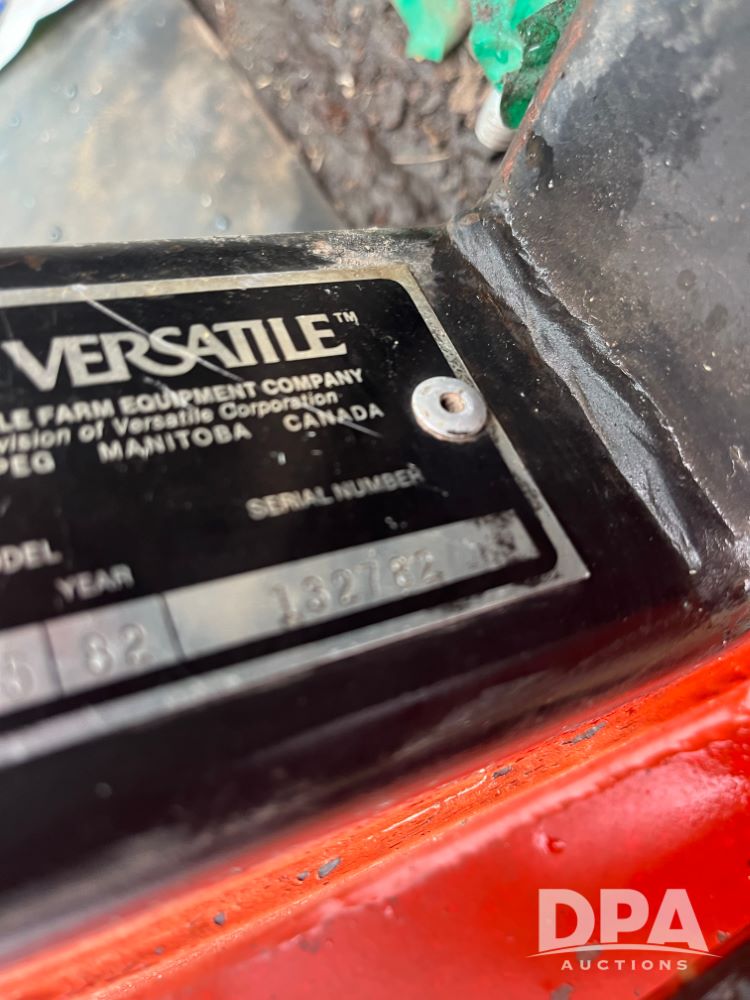 VERSATILE™
LE FARM EQUIPMENT COMPANY
vision of Versatile Corporation
PEG MANITOBA CANADA
SERIAL NUMBER
ODEL
YEAR
82
132782
DPA
AUCTIONS